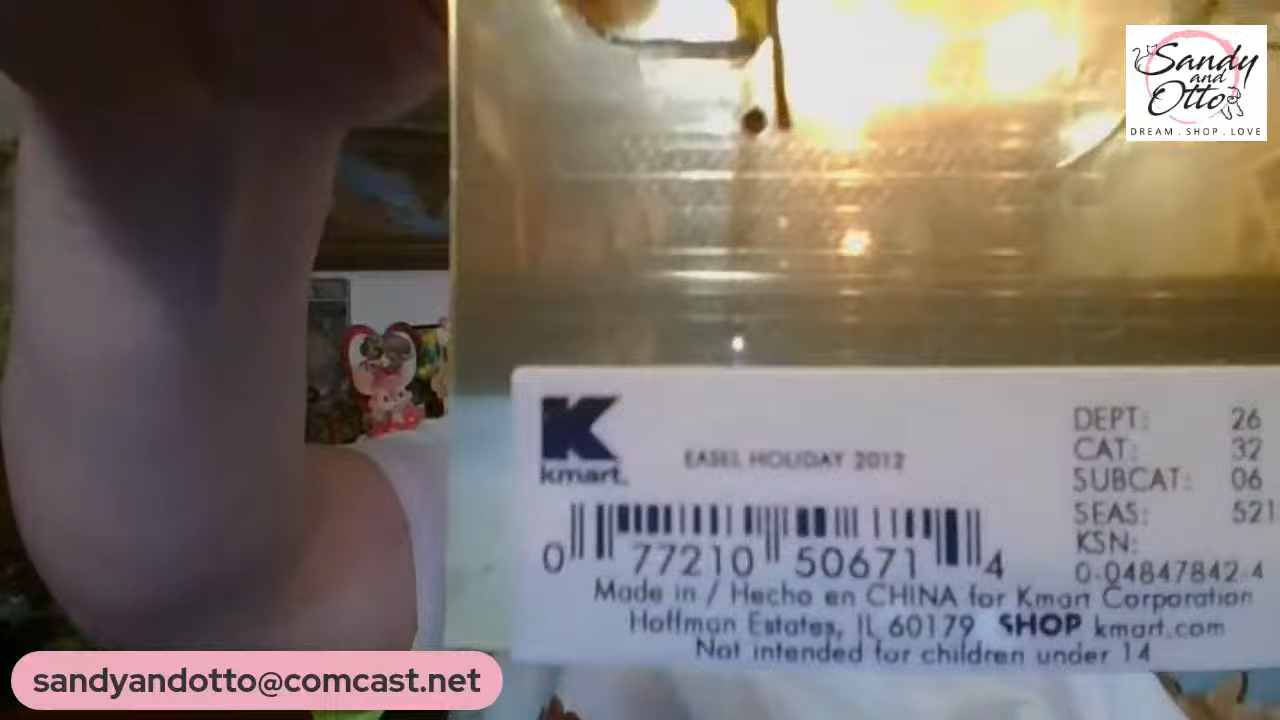 Sandy
and
Otto
DREAM . SHOP . LOVE
K
kmart.
EASEL HOLIDAY 2012
DEPT: 26
CAT: 32
SUBCAT: 06
SEAS: 521
KSN:
0-04847842-4
0 77210 50671 4
Made in / Hecho en CHINA for Kmart Corporation
Hoffman Estates, IL 60179 SHOP kmart.com
Not intended for children under 14
sandyandotto@comcast.net